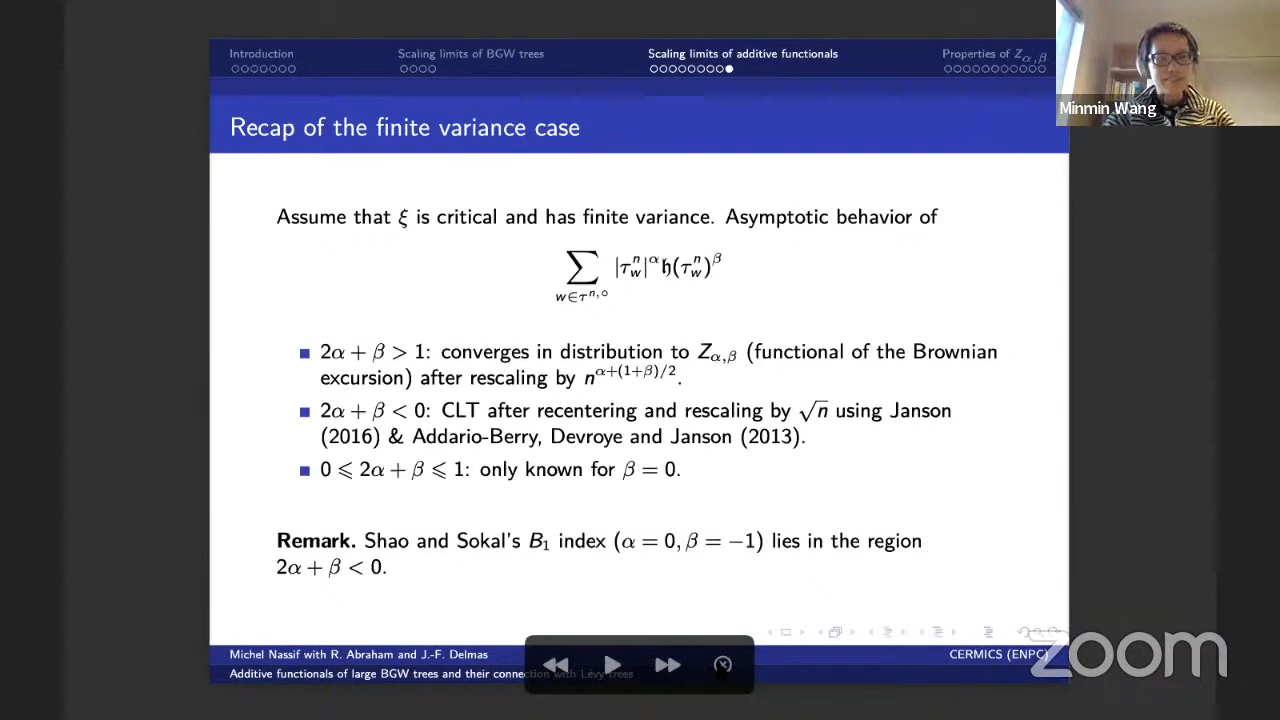 Introduction
Scaling limits of BGW trees
Scaling limits of additive functionals
Properties of Z_{α,β}
Minmin Wang
Recap of the finite variance case
Assume that ξ is critical and has finite variance. Asymptotic behavior of
∑_{w∈τ^{n,∘}} |τ_w^n|^α 𝔥(τ_w^n)^β
2α + β > 1: converges in distribution to Z_{α,β} (functional of the Brownian
excursion) after rescaling by n^{α+(1+β)/2}.
2α + β < 0: CLT after recentering and rescaling by √n using Janson
(2016) & Addario-Berry, Devroye and Janson (2013).
0 ⩽ 2α + β ⩽ 1: only known for β = 0.
Remark. Shao and Sokal's B_1 index (α = 0, β = −1) lies in the region
2α + β < 0.
Michel Nassif with R. Abraham and J.-F. Delmas
CERMICS (ENPC)
Additive functionals of large BGW trees and their connection with Lévy trees
zoom